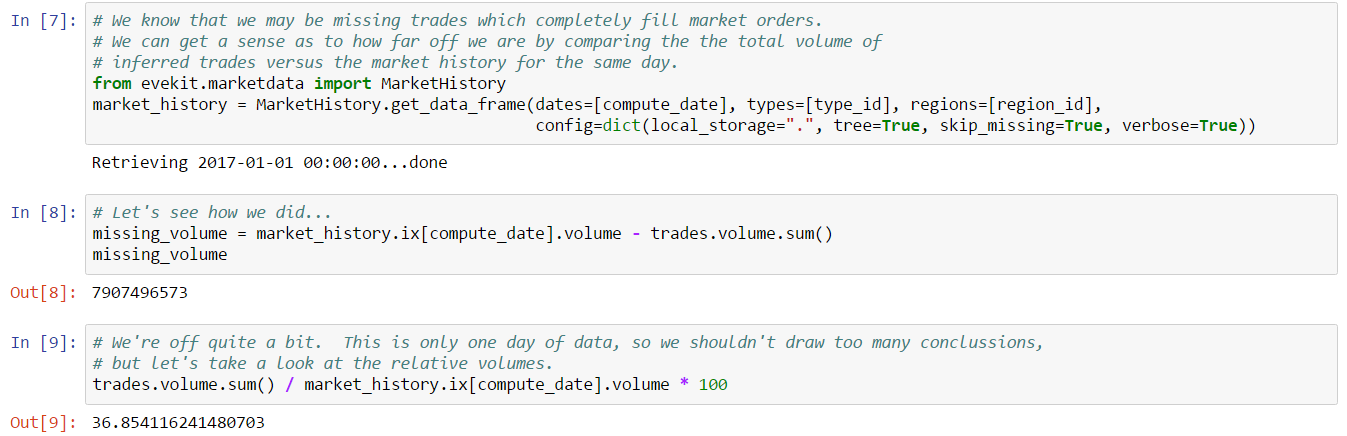 In [7]: # We know that we may be missing trades which completely fill market orders.
# We can get a sense as to how far off we are by comparing the the total volume of
# inferred trades versus the market history for the same day.
from evekit.marketdata import MarketHistory
market_history = MarketHistory.get_data_frame(dates=[compute_date], types=[type_id], regions=[region_id],
config=dict(local_storage=".", tree=True, skip_missing=True, verbose=True))
Retrieving 2017-01-01 00:00:00...done
In [8]: # Let's see how we did...
missing_volume = market_history.ix[compute_date].volume - trades.volume.sum()
missing_volume
Out[8]: 7907496573
In [9]: # We're off quite a bit.  This is only one day of data, so we shouldn't draw too many conclussions,
# but let's take a look at the relative volumes.
trades.volume.sum() / market_history.ix[compute_date].volume * 100
Out[9]: 36.854116241480703